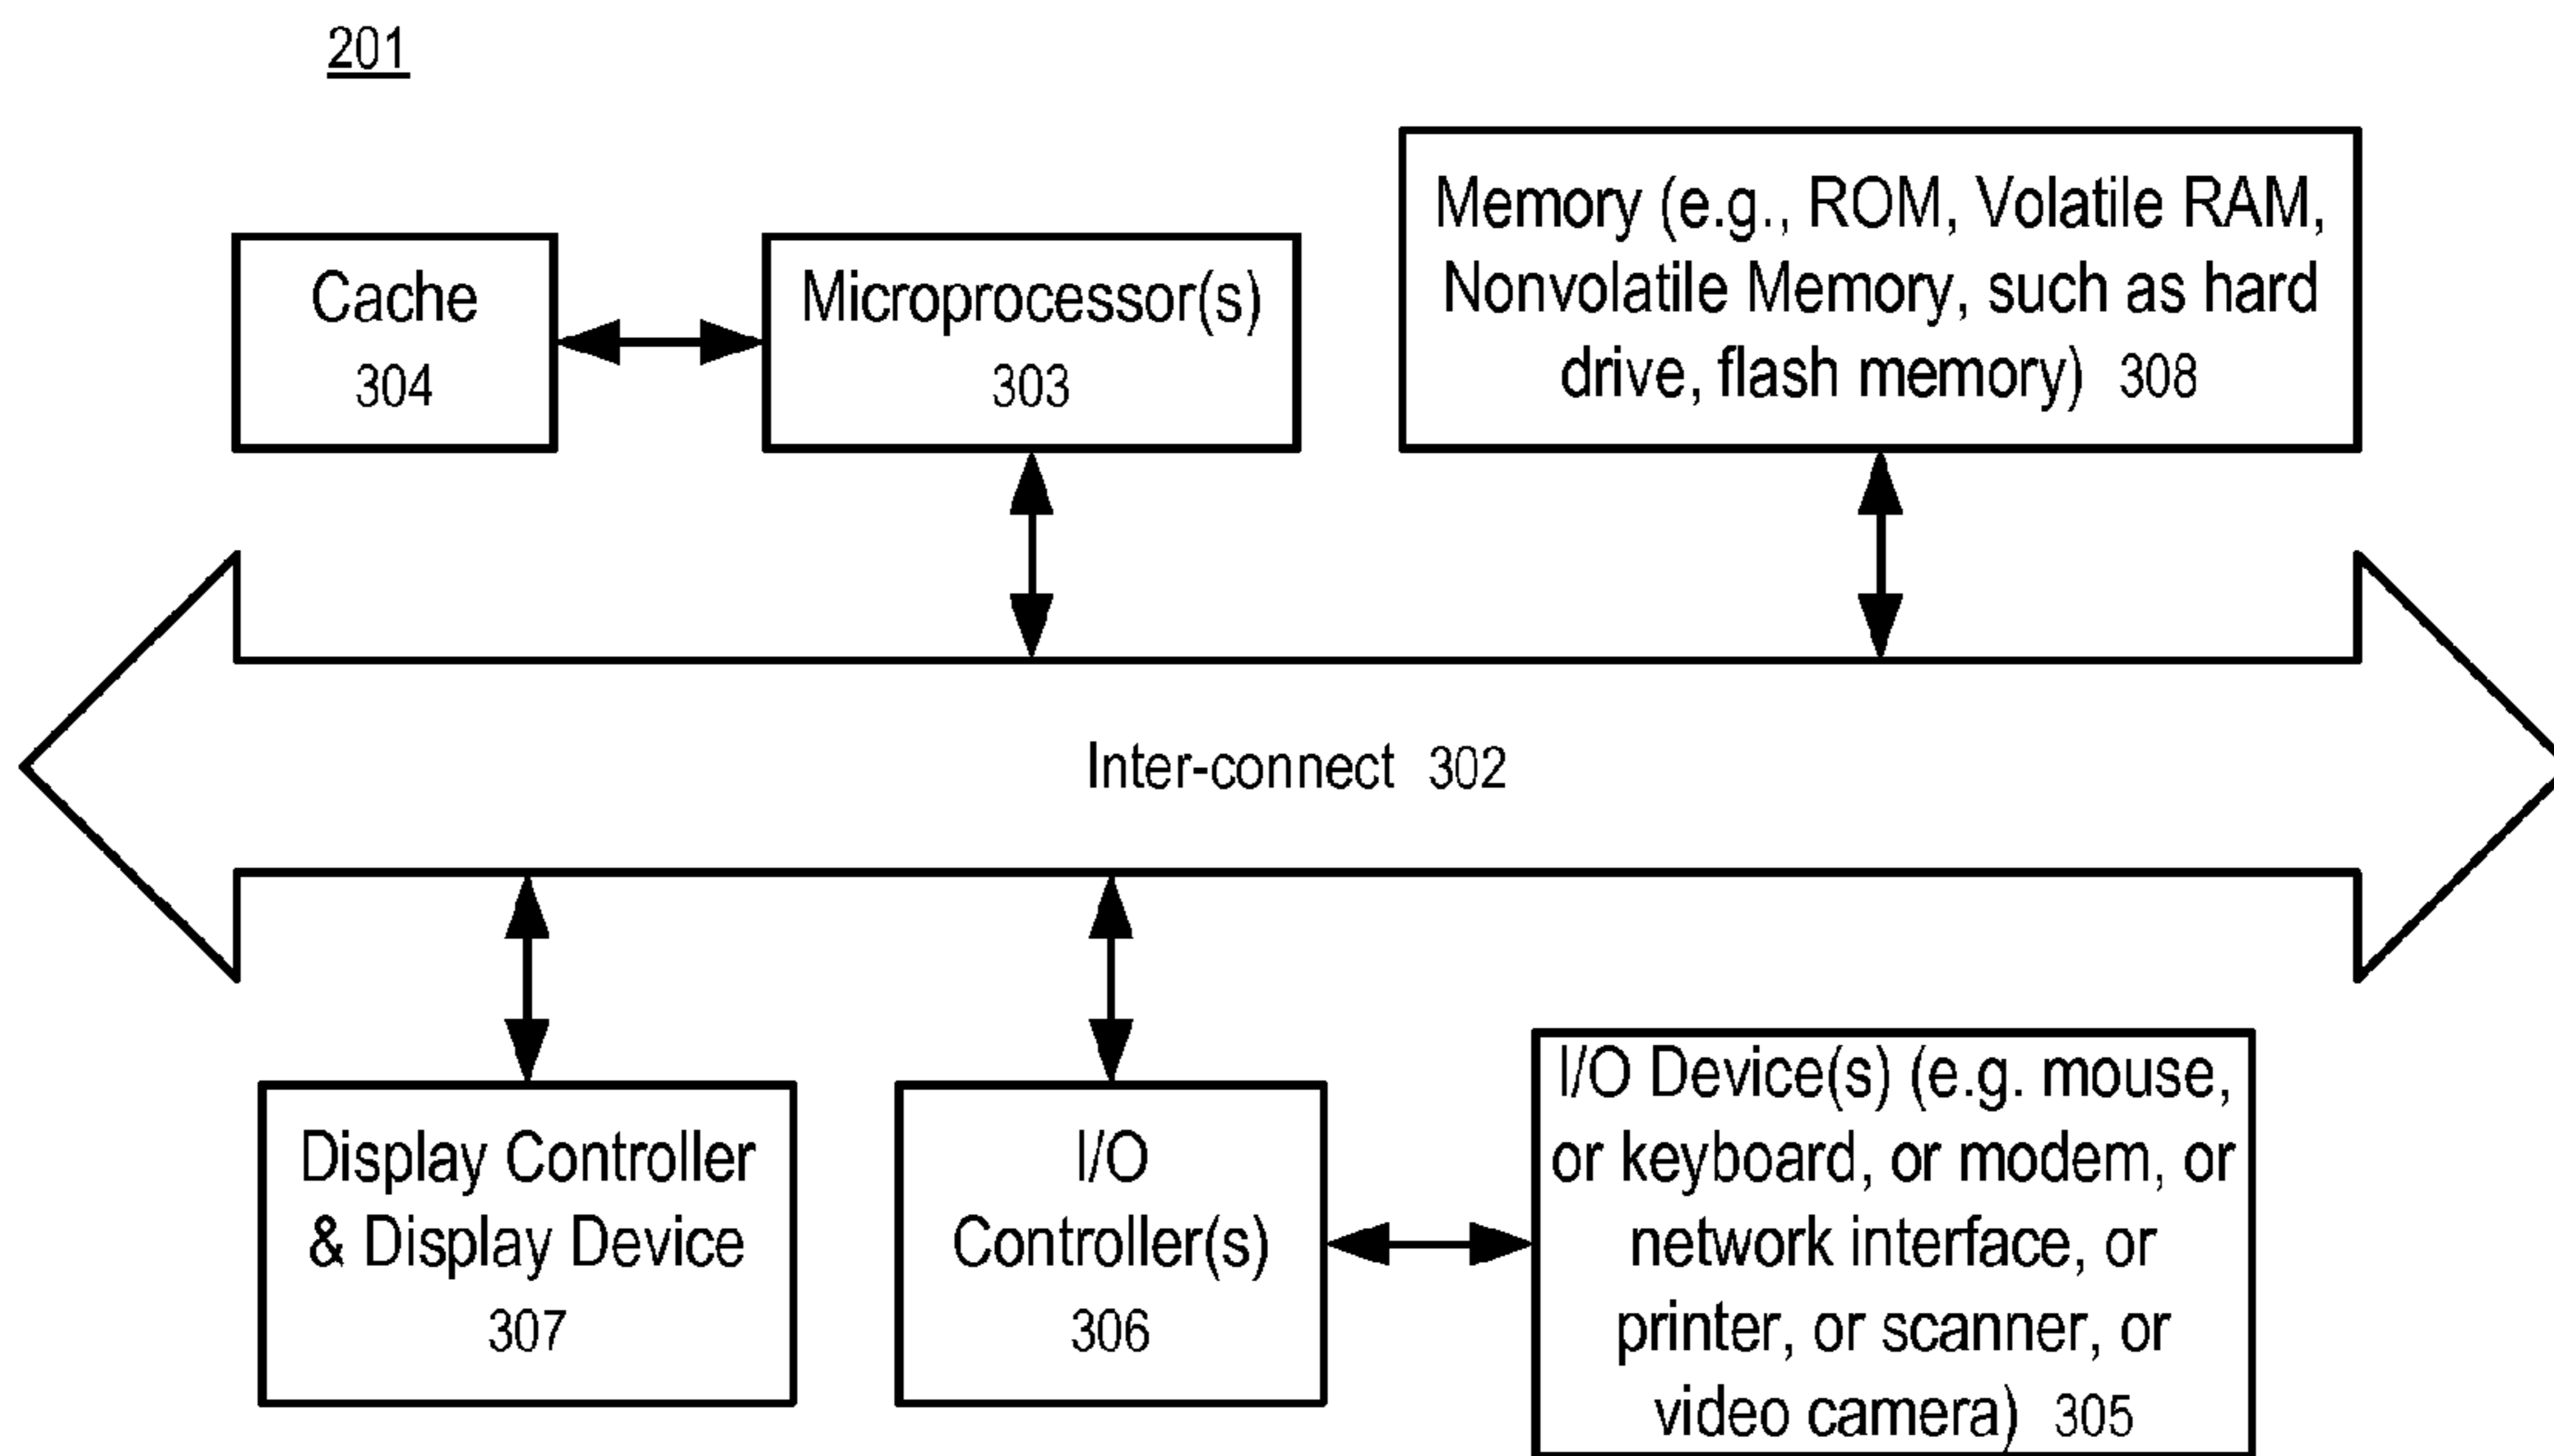 201
Cache
304
Microprocessor(s)
303
Memory (e.g., ROM, Volatile RAM,
Nonvolatile Memory, such as hard
drive, flash memory) 308
Inter-connect 302
Display Controller
& Display Device
307
I/O
Controller(s)
306
I/O Device(s) (e.g. mouse,
or keyboard, or modem, or
network interface, or
printer, or scanner, or
video camera) 305